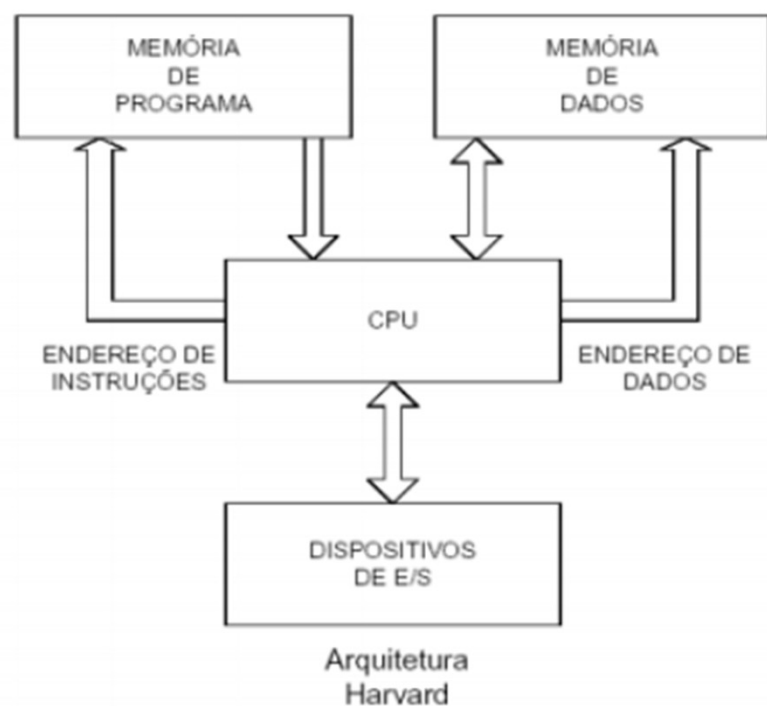 MEMÓRIA
DE
PROGRAMA
MEMÓRIA
DE
DADOS
CPU
ENDEREÇO DE
INSTRUÇÕES
ENDEREÇO DE
DADOS
DISPOSITIVOS
DE E/S
Arquitetura
Harvard